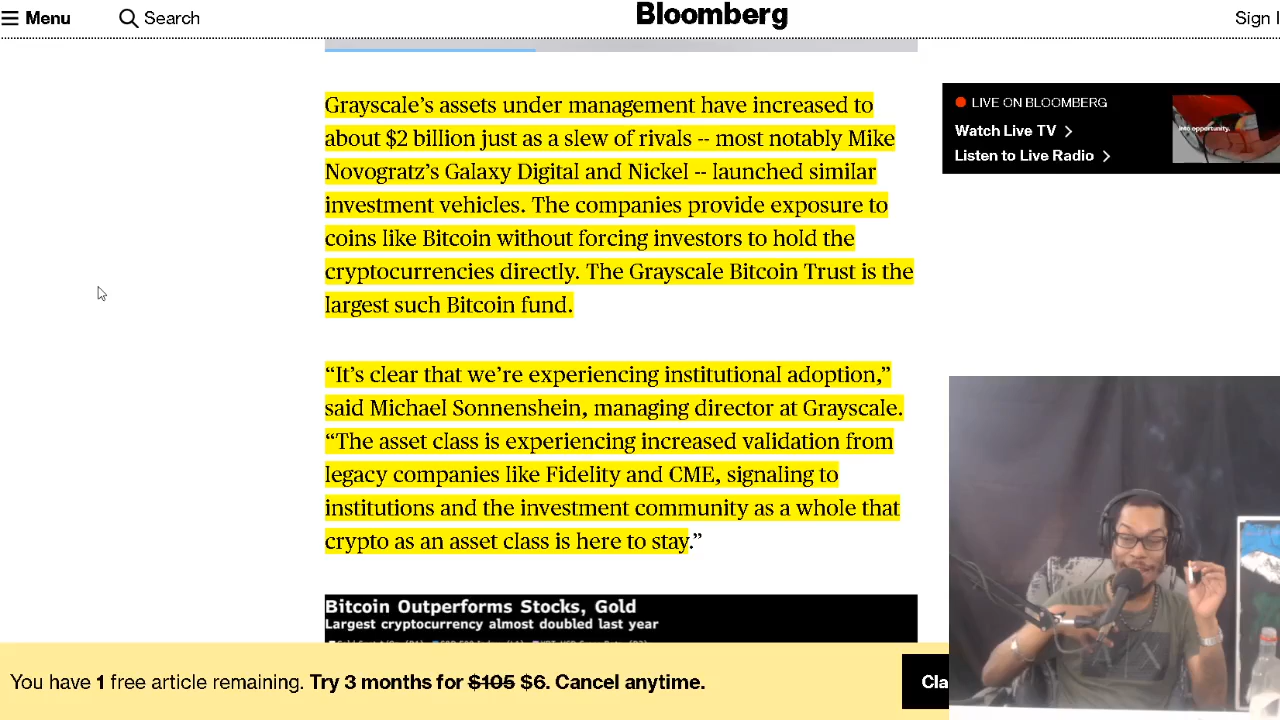 Menu
Search
Bloomberg
Sign I
Grayscale's assets under management have increased to
about $2 billion just as a slew of rivals -- most notably Mike
Novogratz's Galaxy Digital and Nickel -- launched similar
investment vehicles. The companies provide exposure to
coins like Bitcoin without forcing investors to hold the
cryptocurrencies directly. The Grayscale Bitcoin Trust is the
largest such Bitcoin fund.
“It's clear that we're experiencing institutional adoption,”
said Michael Sonnenshein, managing director at Grayscale.
“The asset class is experiencing increased validation from
legacy companies like Fidelity and CME, signaling to
institutions and the investment community as a whole that
crypto as an asset class is here to stay.”
Bitcoin Outperforms Stocks, Gold
Largest cryptocurrency almost doubled last year
LIVE ON BLOOMBERG
Watch Live TV
Listen to Live Radio
into opportunity.
You have 1 free article remaining. Try 3 months for $105 $6. Cancel anytime.
Cla